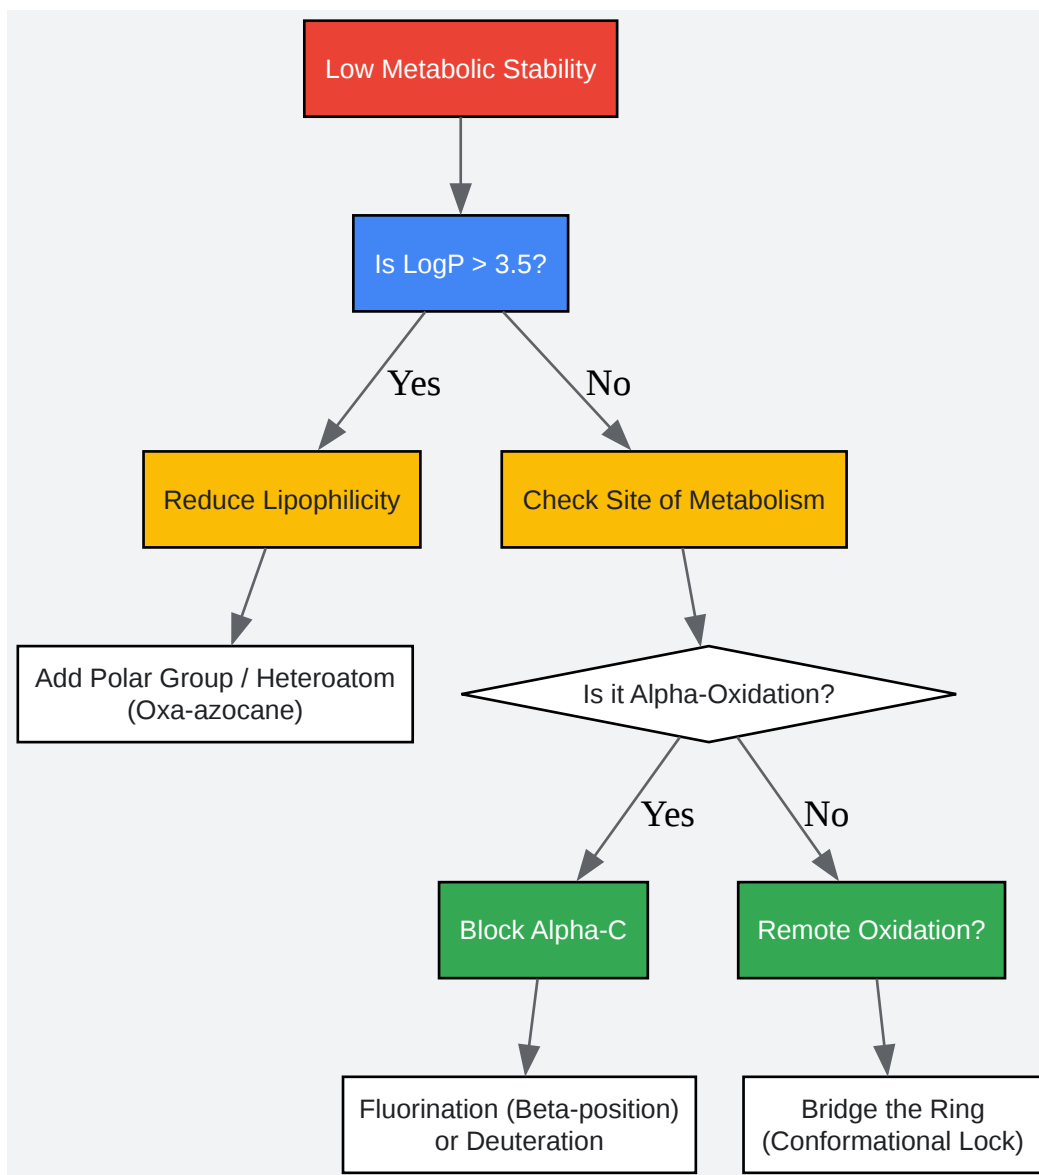 Low Metabolic Stability
Is LogP > 3.5?
Yes
No
Reduce Lipophilicity
Check Site of Metabolism
Add Polar Group / Heteroatom
(Oxa-azocane)
Is it Alpha-Oxidation?
Yes
No
Block Alpha-C
Remote Oxidation?
Fluorination (Beta-position)
or Deuteration
Bridge the Ring
(Conformational Lock)